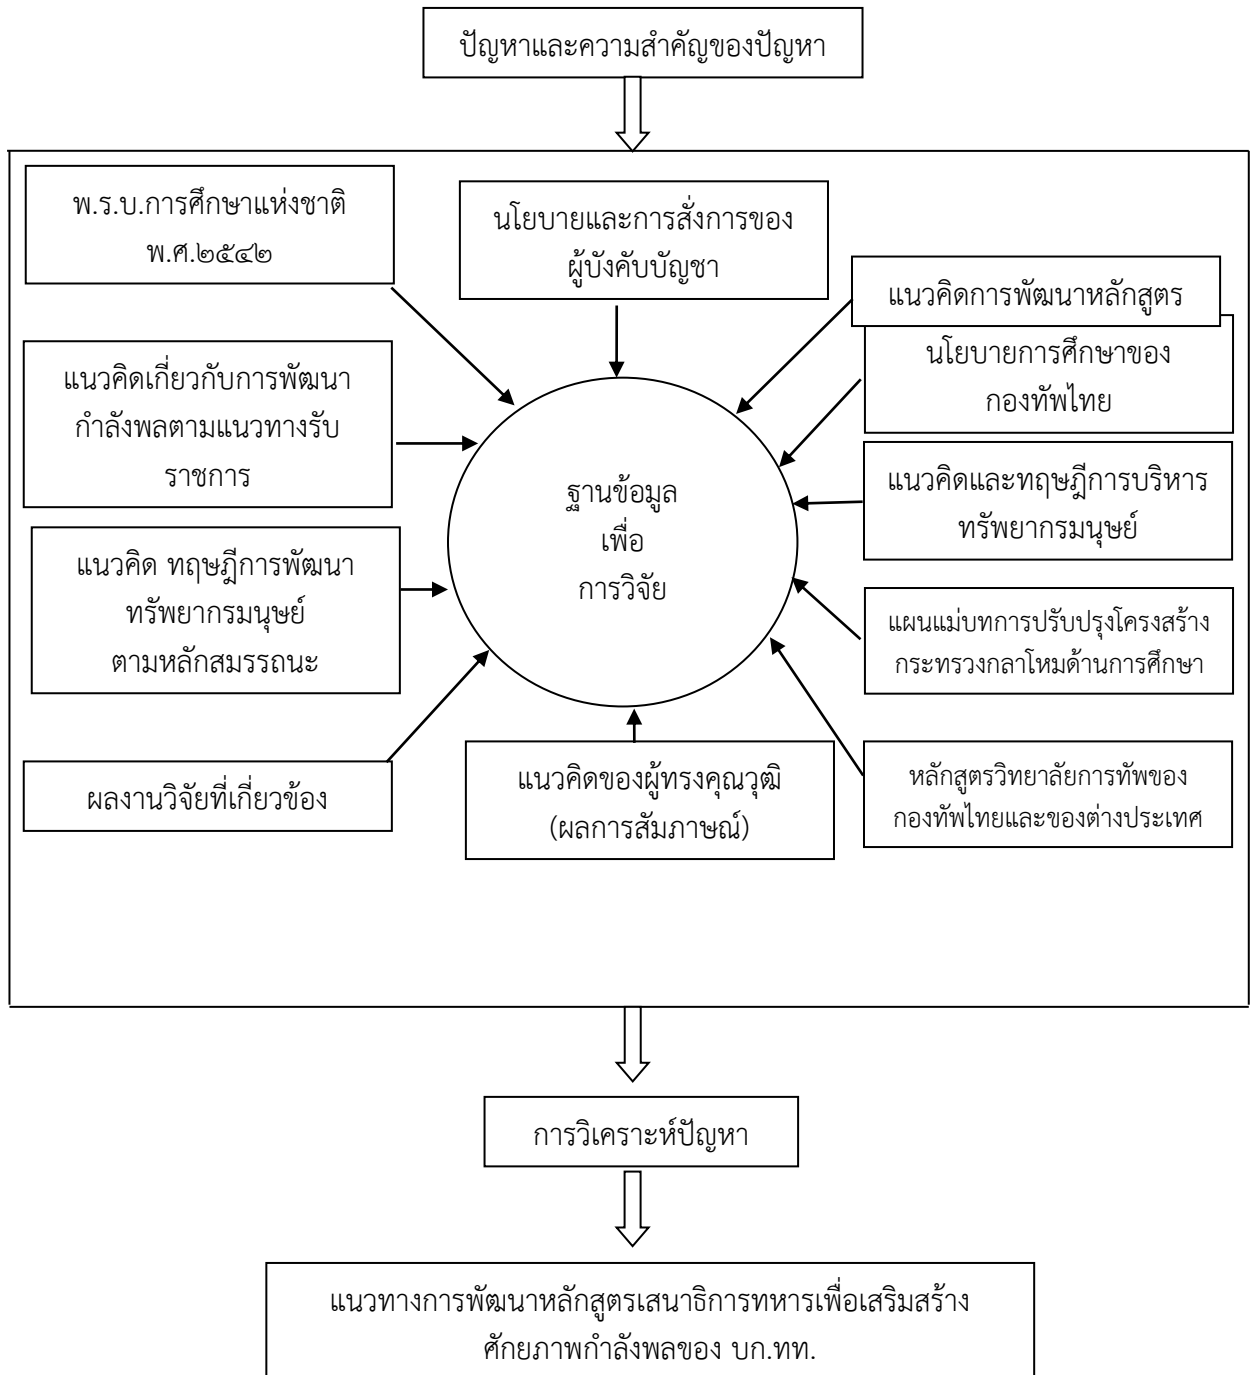 ปัญหาและความสำคัญของปัญหา
พ.ร.บ.การศึกษาแห่งชาติ
พ.ศ.๒๕๔๒
นโยบายและการสั่งการของ
ผู้บังคับบัญชา
แนวคิดการพัฒนาหลักสูตร
นโยบายการศึกษาของ
กองทัพไทย
แนวคิดเกี่ยวกับการพัฒนา
กำลังพลตามแนวทางรับ
ราชการ
ฐานข้อมูล
เพื่อ
การวิจัย
แนวคิดและทฤษฎีการบริหาร
ทรัพยากรมนุษย์
แนวคิด ทฤษฎีการพัฒนา
ทรัพยากรมนุษย์
ตามหลักสมรรถนะ
แผนแม่บทการปรับปรุงโครงสร้าง
กระทรวงกลาโหมด้านการศึกษา
ผลงานวิจัยที่เกี่ยวข้อง
แนวคิดของผู้ทรงคุณวุฒิ
(ผลการสัมภาษณ์)
หลักสูตรวิทยาลัยการทัพของ
กองทัพไทยและของต่างประเทศ
การวิเคราะห์ปัญหา
แนวทางการพัฒนาหลักสูตรเสนาธิการทหารเพื่อเสริมสร้าง
ศักยภาพกำลังพลของ บก.ทท.